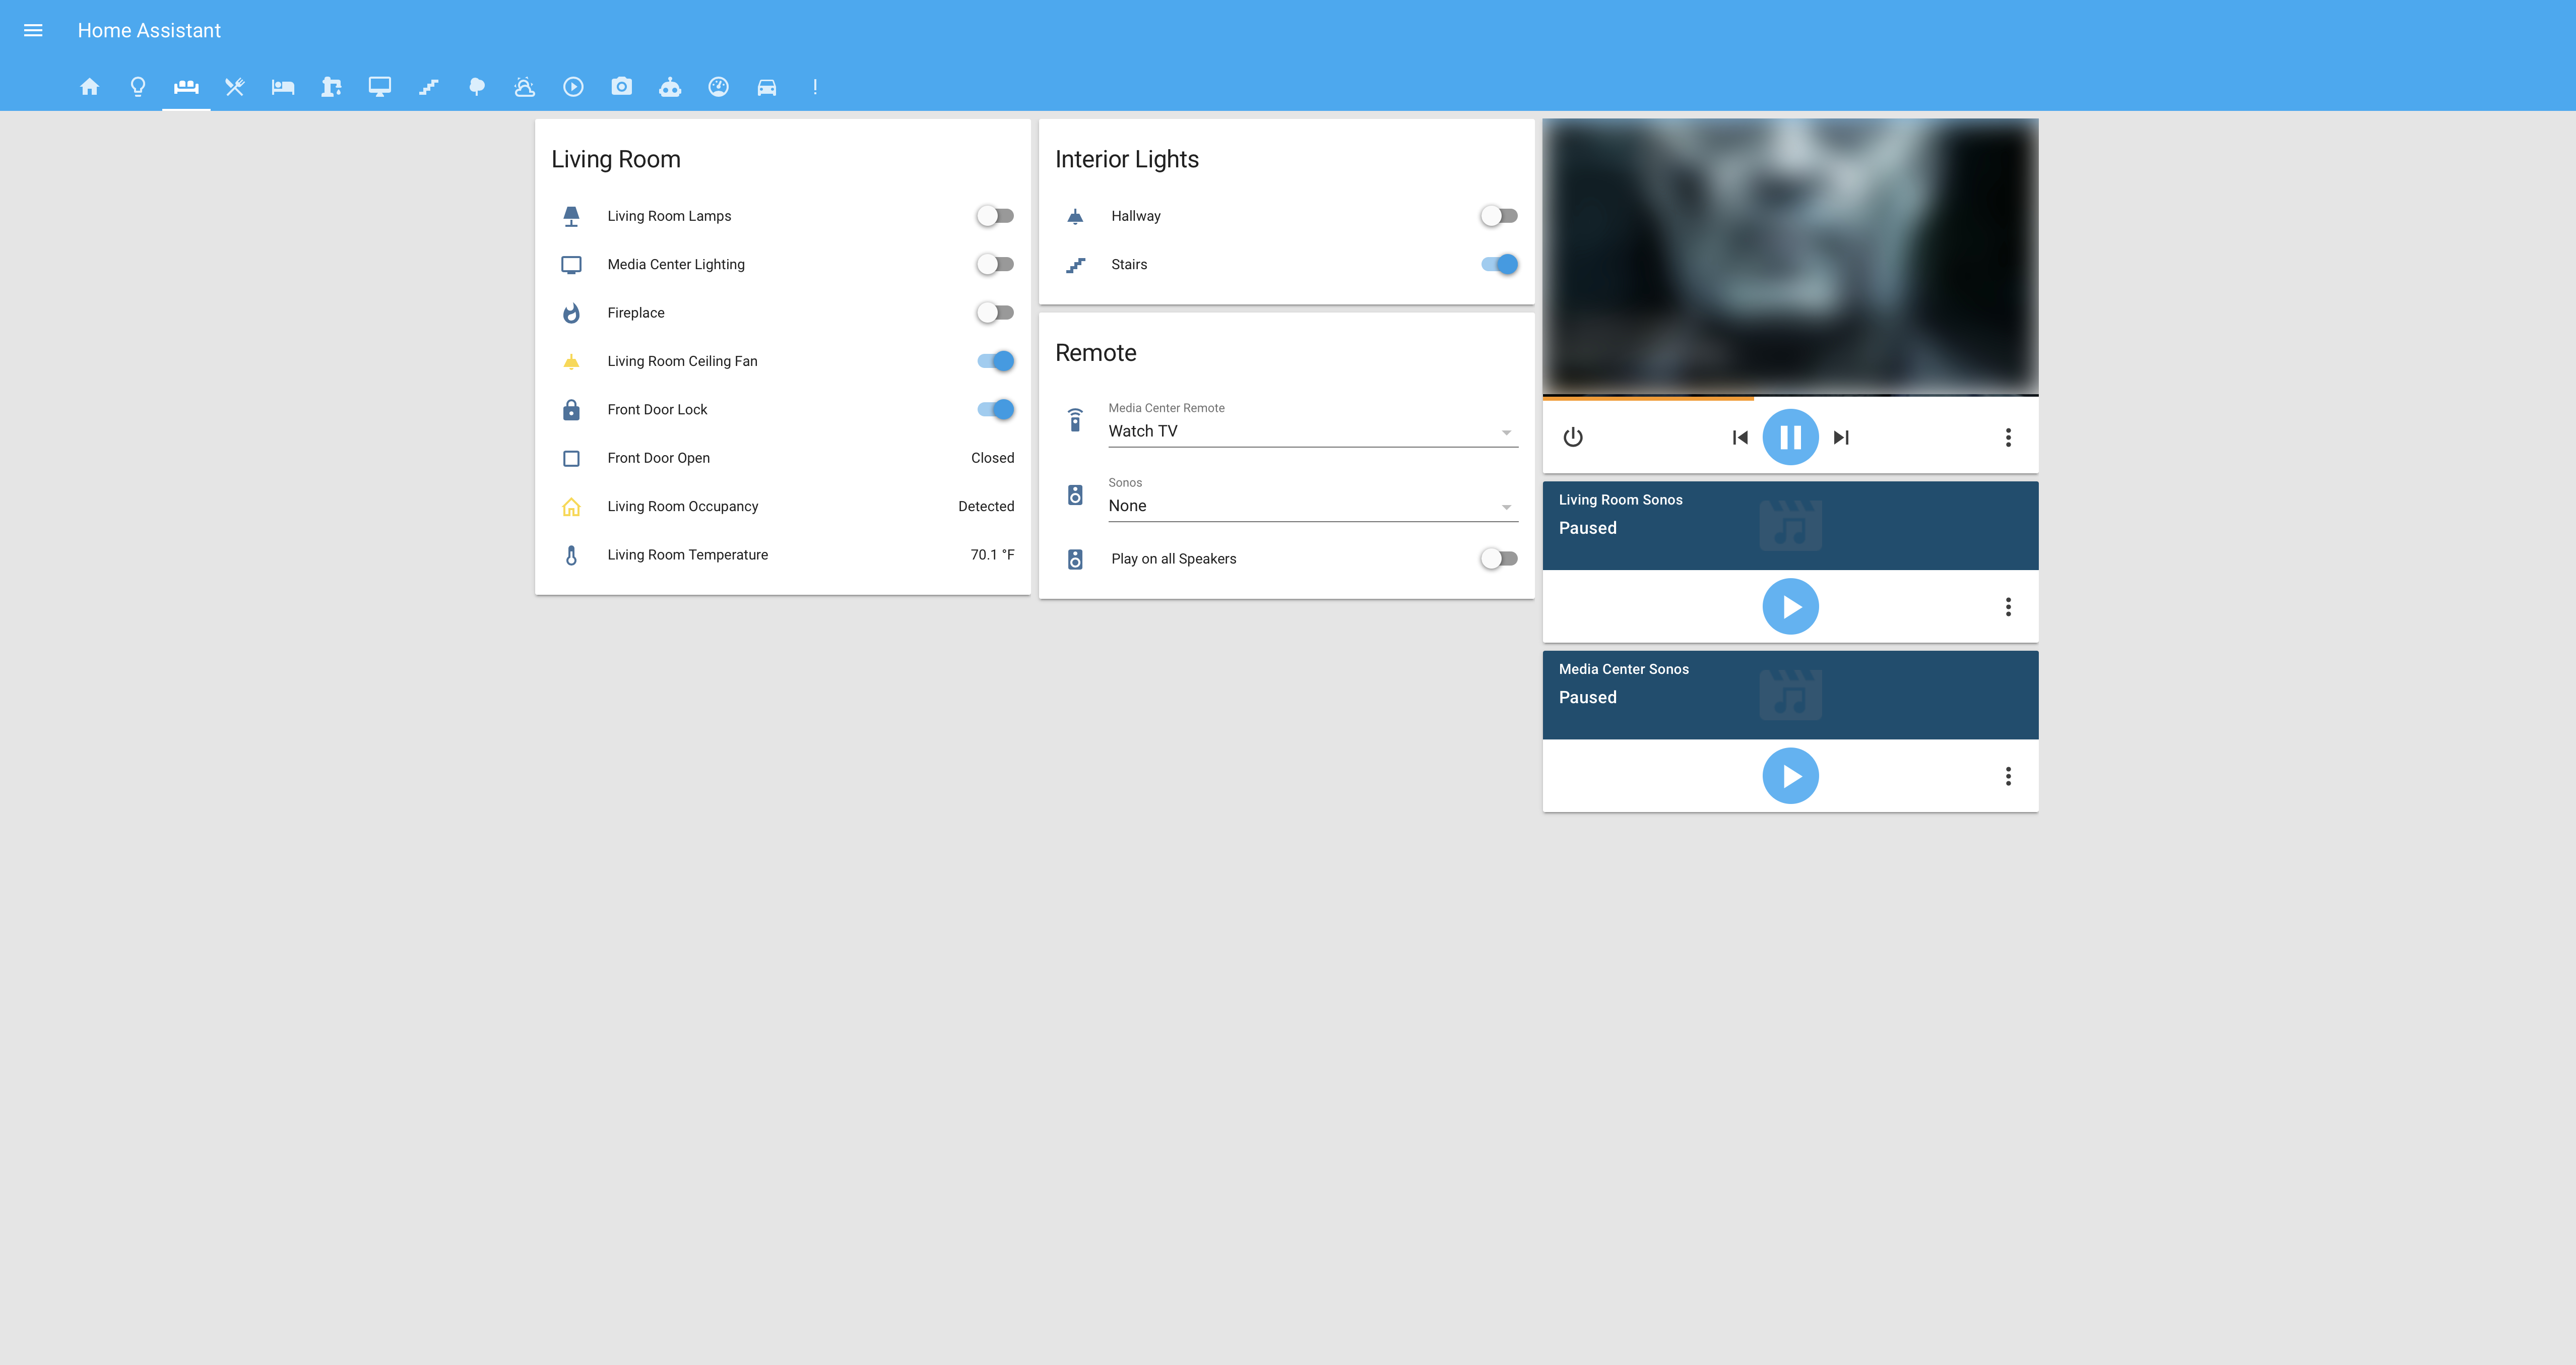 Home Assistant
Living Room
Living Room Lamps
Media Center Lighting
Fireplace
Living Room Ceiling Fan
Front Door Lock
Front Door Open Closed
Living Room Occupancy Detected
Living Room Temperature 70.1 °F
Interior Lights
Hallway
Stairs
Remote
Media Center Remote
Watch TV
Sonos
None
Play on all Speakers
Living Room Sonos
Paused
Media Center Sonos
Paused